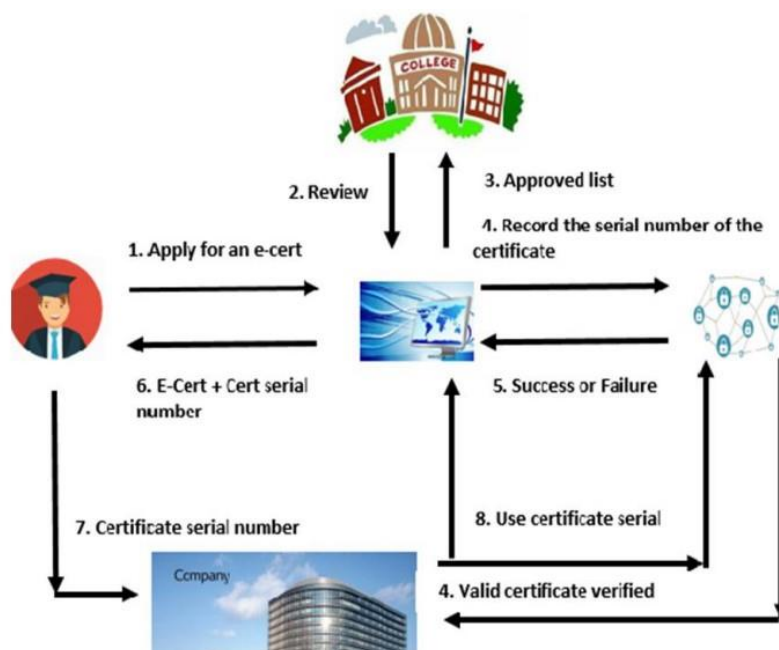 COLLEGE
2. Review
3. Approved list
4. Record the serial number of the
certificate
1. Apply for an e-cert
6. E-Cert + Cert serial
number
5. Success or Failure
7. Certificate serial number
8. Use certificate serial
Company
4. Valid certificate verified